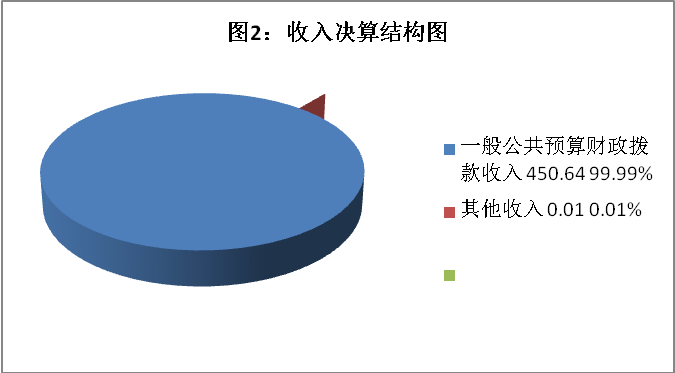 图2：收入决算结构图
一般公共预算财政拨
款收入 450.64 99.99%
其他收入 0.01 0.01%